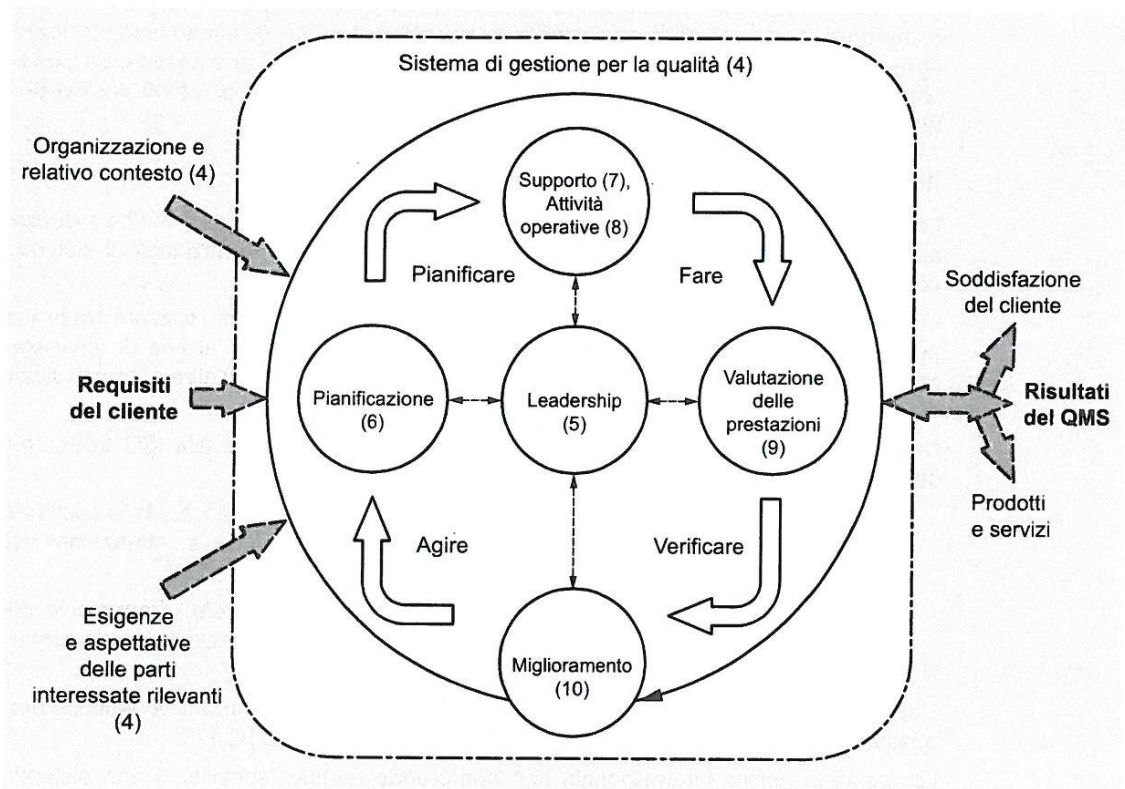 Sistema di gestione per la qualità (4)
Organizzazione e
relativo contesto (4)
Supporto (7),
Attività
operative (8)
Pianificare
Fare
Soddisfazione
del cliente
Requisiti
del cliente
Pianificazione
(6)
Leadership
(5)
Valutazione
delle
prestazioni
(9)
Risultati
del QMS
Prodotti
e servizi
Agire
Verificare
Esigenze
e aspettative
delle parti
interessate rilevanti
(4)
Miglioramento
(10)